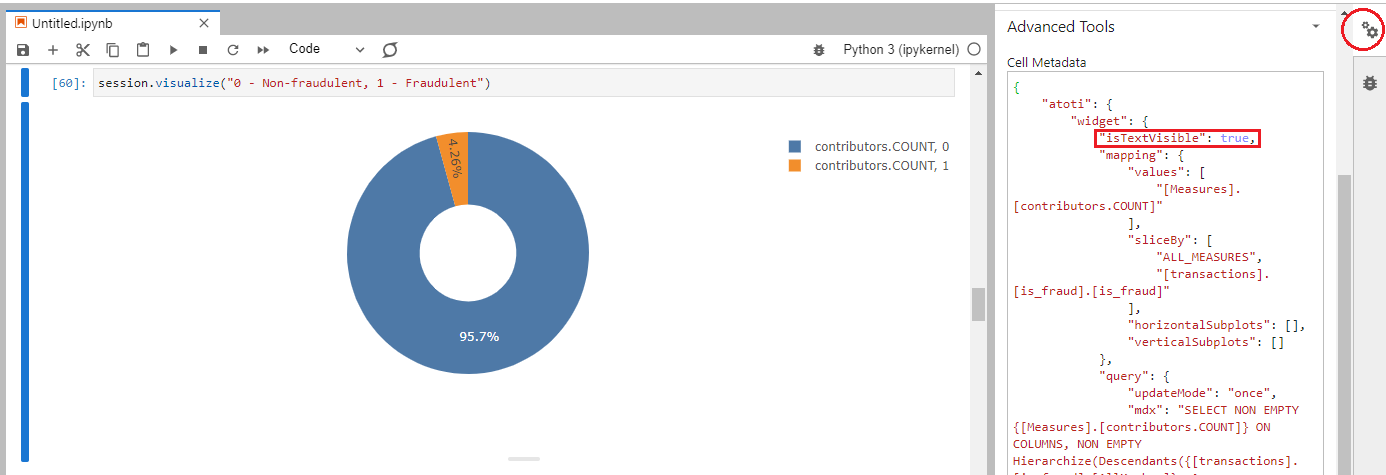 Untitled.ipynb
Code
Python 3 (ipykernel)
[60]: session.visualize("0 - Non-fraudulent, 1 - Fraudulent")
contributors.COUNT, 0
contributors.COUNT, 1
4.26%
95.7%
Advanced Tools
Cell Metadata
{
"atoti": {
"widget": {
"isTextVisible": true,
"mapping": {
"values": [
"[Measures].
[contributors.COUNT]"
],
"sliceBy": [
"ALL_MEASURES",
"[transactions].
[is_fraud].[is_fraud]"
],
"horizontalSubplots": [],
"verticalSubplots": []
},
"query": {
"updateMode": "once",
"mdx": "SELECT NON EMPTY
{[Measures].[contributors.COUNT]} ON
COLUMNS, NON EMPTY
Hierarchize(Descendants({[transactions].